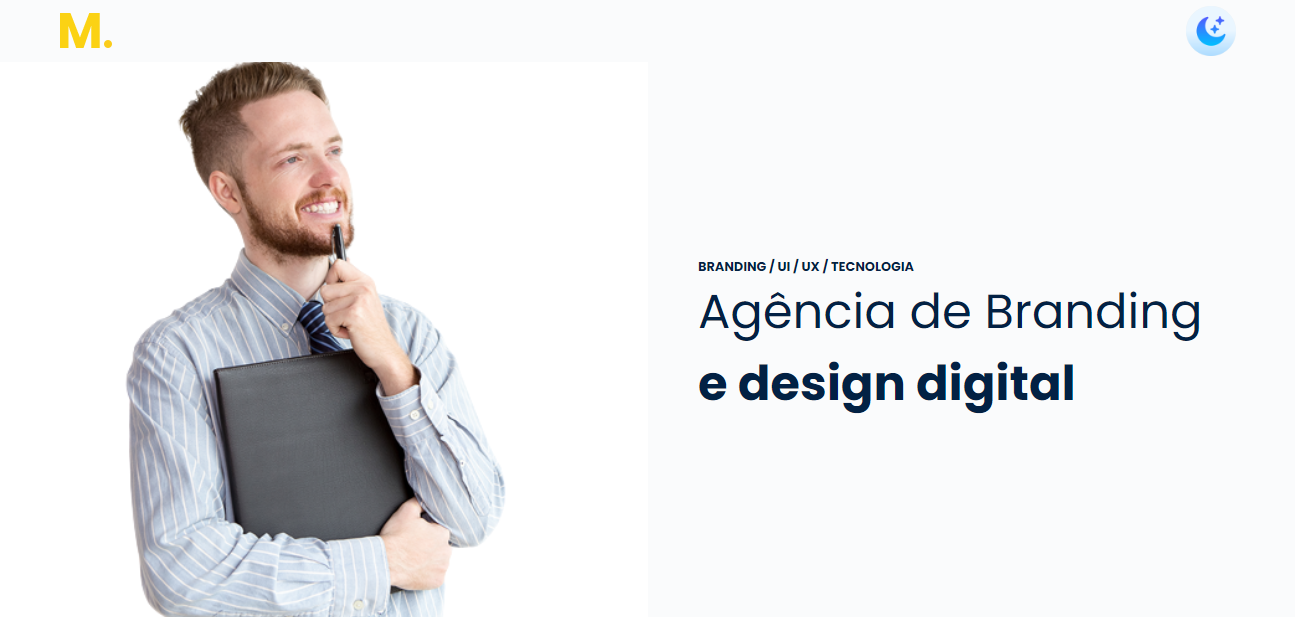 M.
BRANDING / UI / UX / TECNOLOGIA
Agência de Branding
e design digital